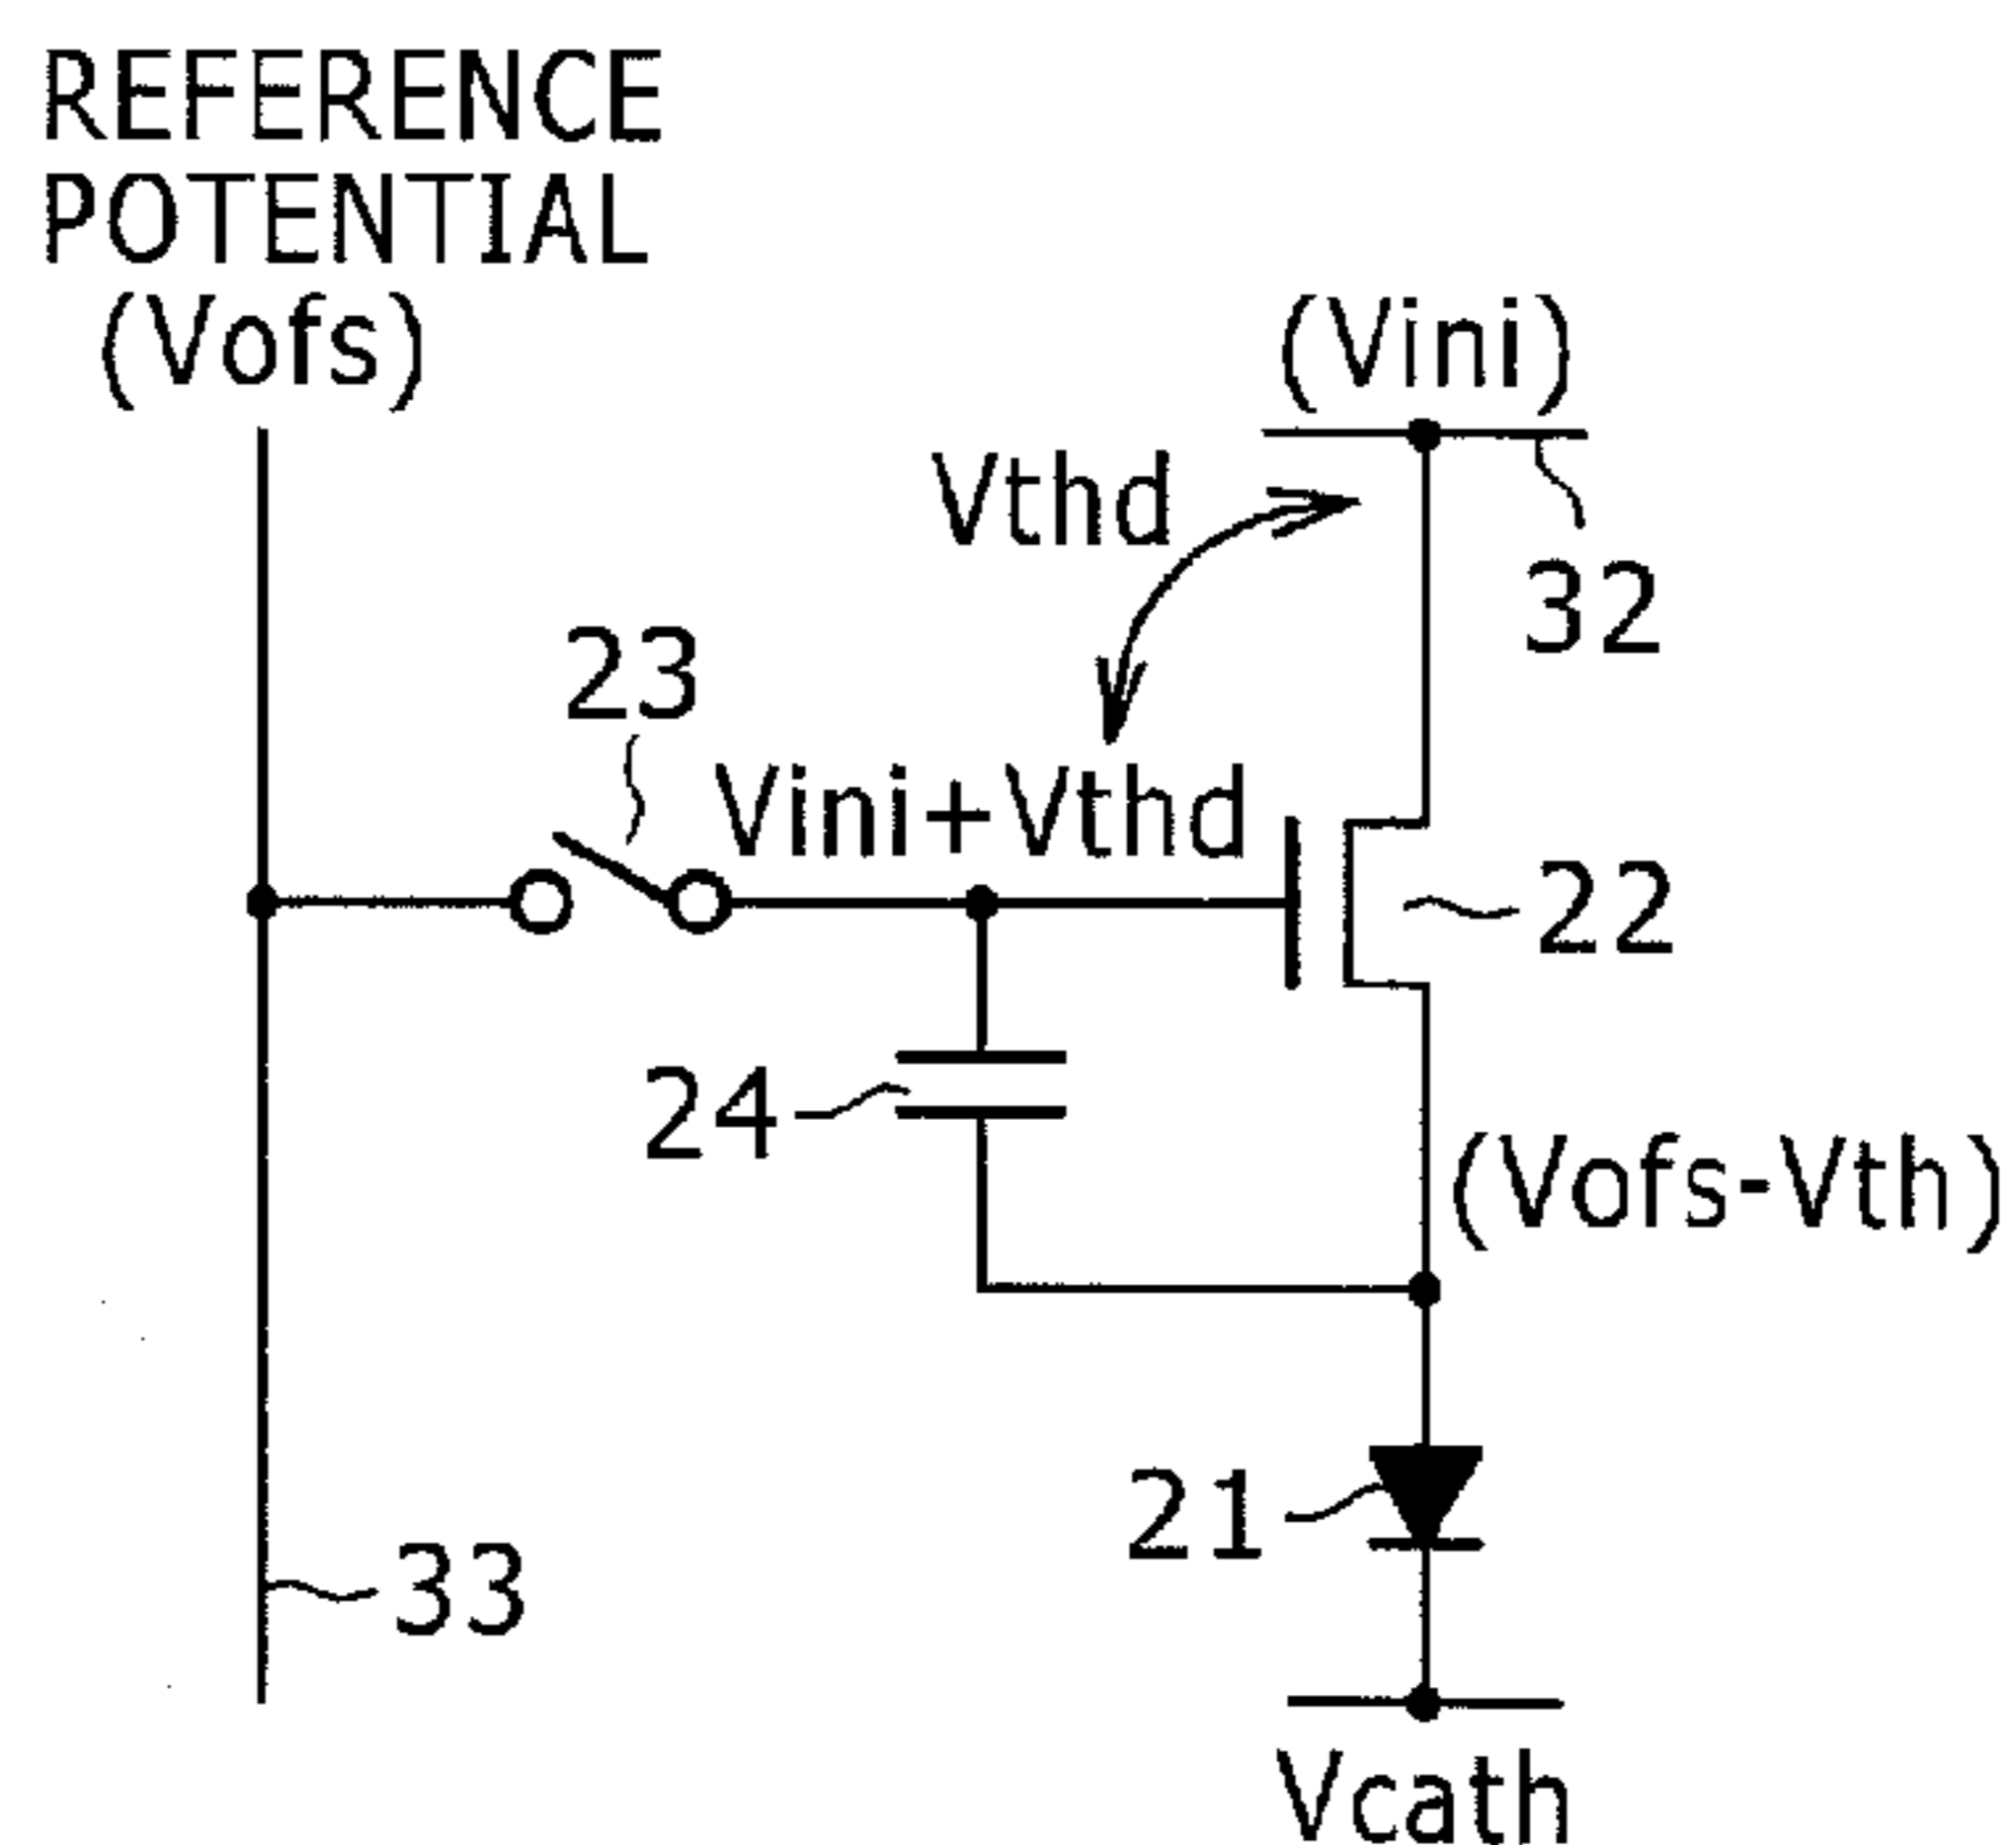 REFERENCE
POTENTIAL
(Vofs)
(Vini)
Vthd
32
23
Vini+Vthd
22
24
(Vofs-Vth)
21
33
Vcath